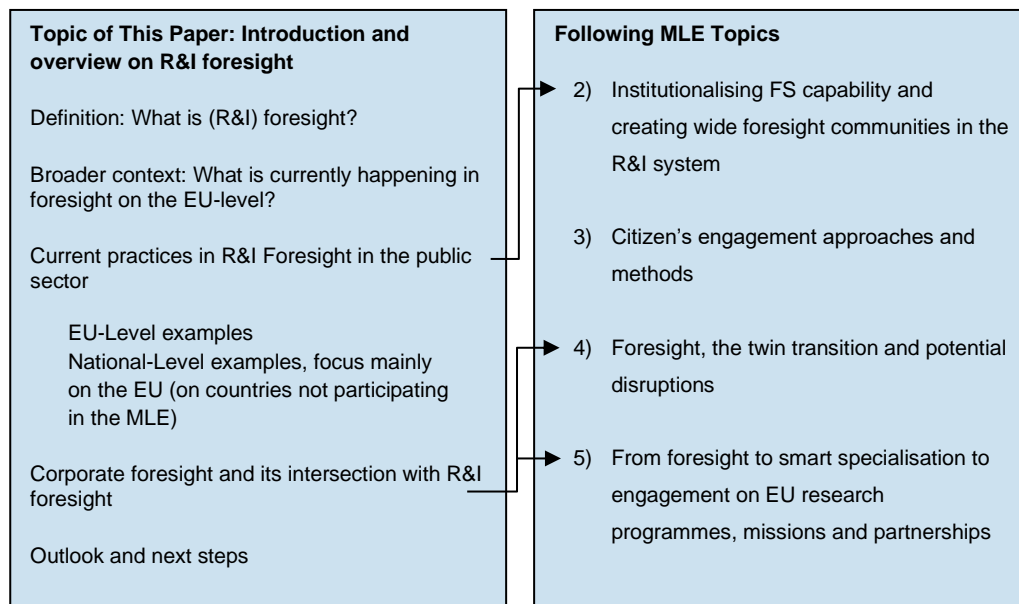 Topic of This Paper: Introduction and
overview on R&I foresight
Definition: What is (R&I) foresight?
Broader context: What is currently happening in
foresight on the EU-level?
Current practices in R&I Foresight in the public
sector
EU-Level examples
National-Level examples, focus mainly
on the EU (on countries not participating
in the MLE)
Corporate foresight and its intersection with R&I
foresight
Outlook and next steps
Following MLE Topics
2) Institutionalising FS capability and
creating wide foresight communities in the
R&I system
3) Citizen's engagement approaches and
methods
4) Foresight, the twin transition and potential
disruptions
5) From foresight to smart specialisation to
engagement on EU research
programmes, missions and partnerships